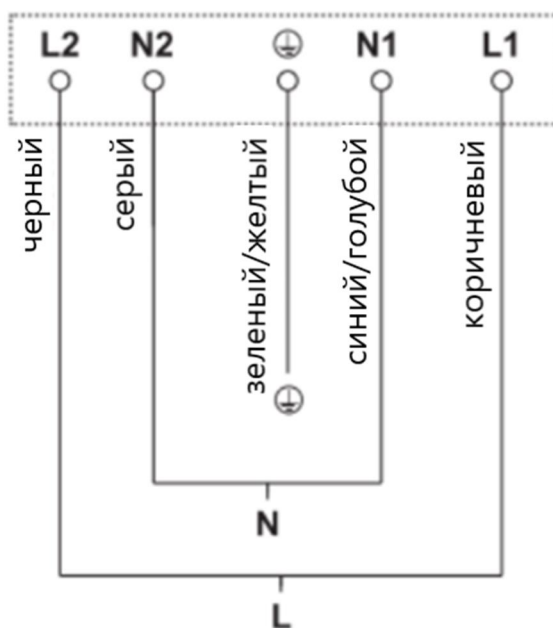 L2 N2 N1 L1
черный
серый
зеленый/желтый
синий/голубой
коричневый
N
L